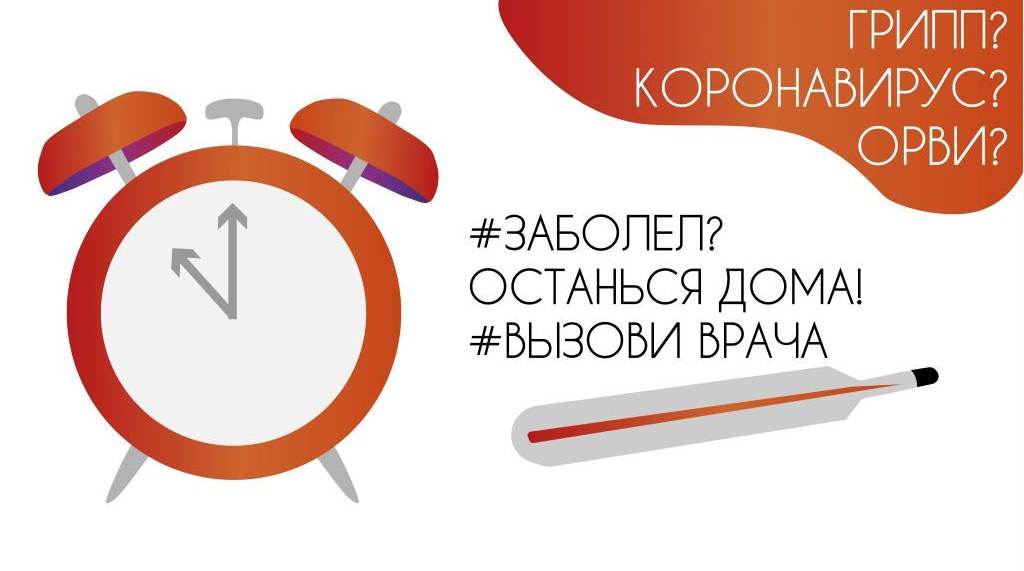 ГРИПП?
КОРОНАВИРУС?
ОРВИ?
#ЗАБОЛЕЛ?
ОСТАНЬСЯ ДОМА!
#ВЫЗОВИ ВРАЧА